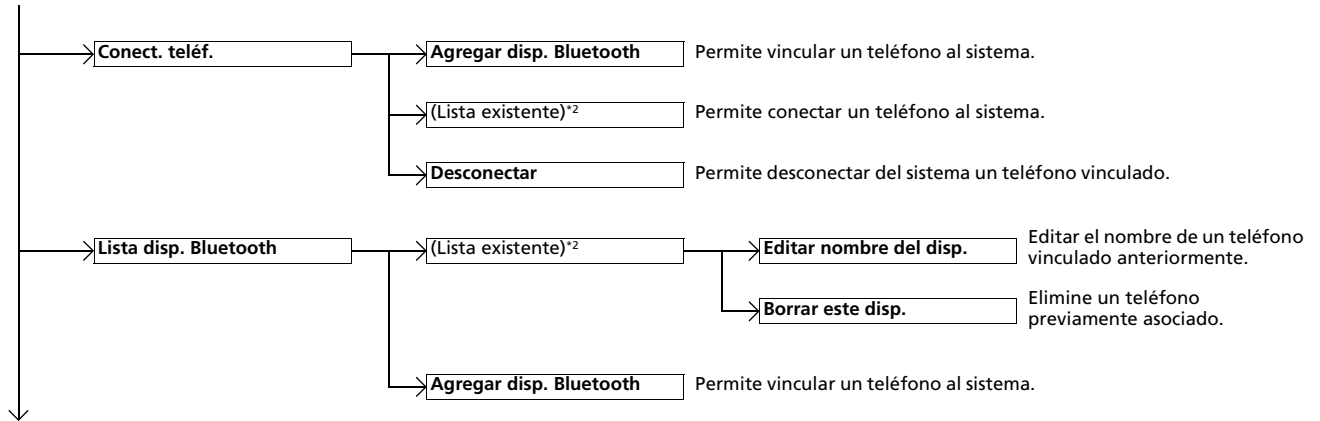 Conect. teléf.
Agregar disp. Bluetooth
Permite vincular un teléfono al sistema.
(Lista existente)*2
Permite conectar un teléfono al sistema.
Desconectar
Permite desconectar del sistema un teléfono vinculado.
Lista disp. Bluetooth
(Lista existente)*2
Editar nombre del disp.
Editar el nombre de un teléfono
vinculado anteriormente.
Borrar este disp.
Elimine un teléfono
previamente asociado.
Agregar disp. Bluetooth
Permite vincular un teléfono al sistema.